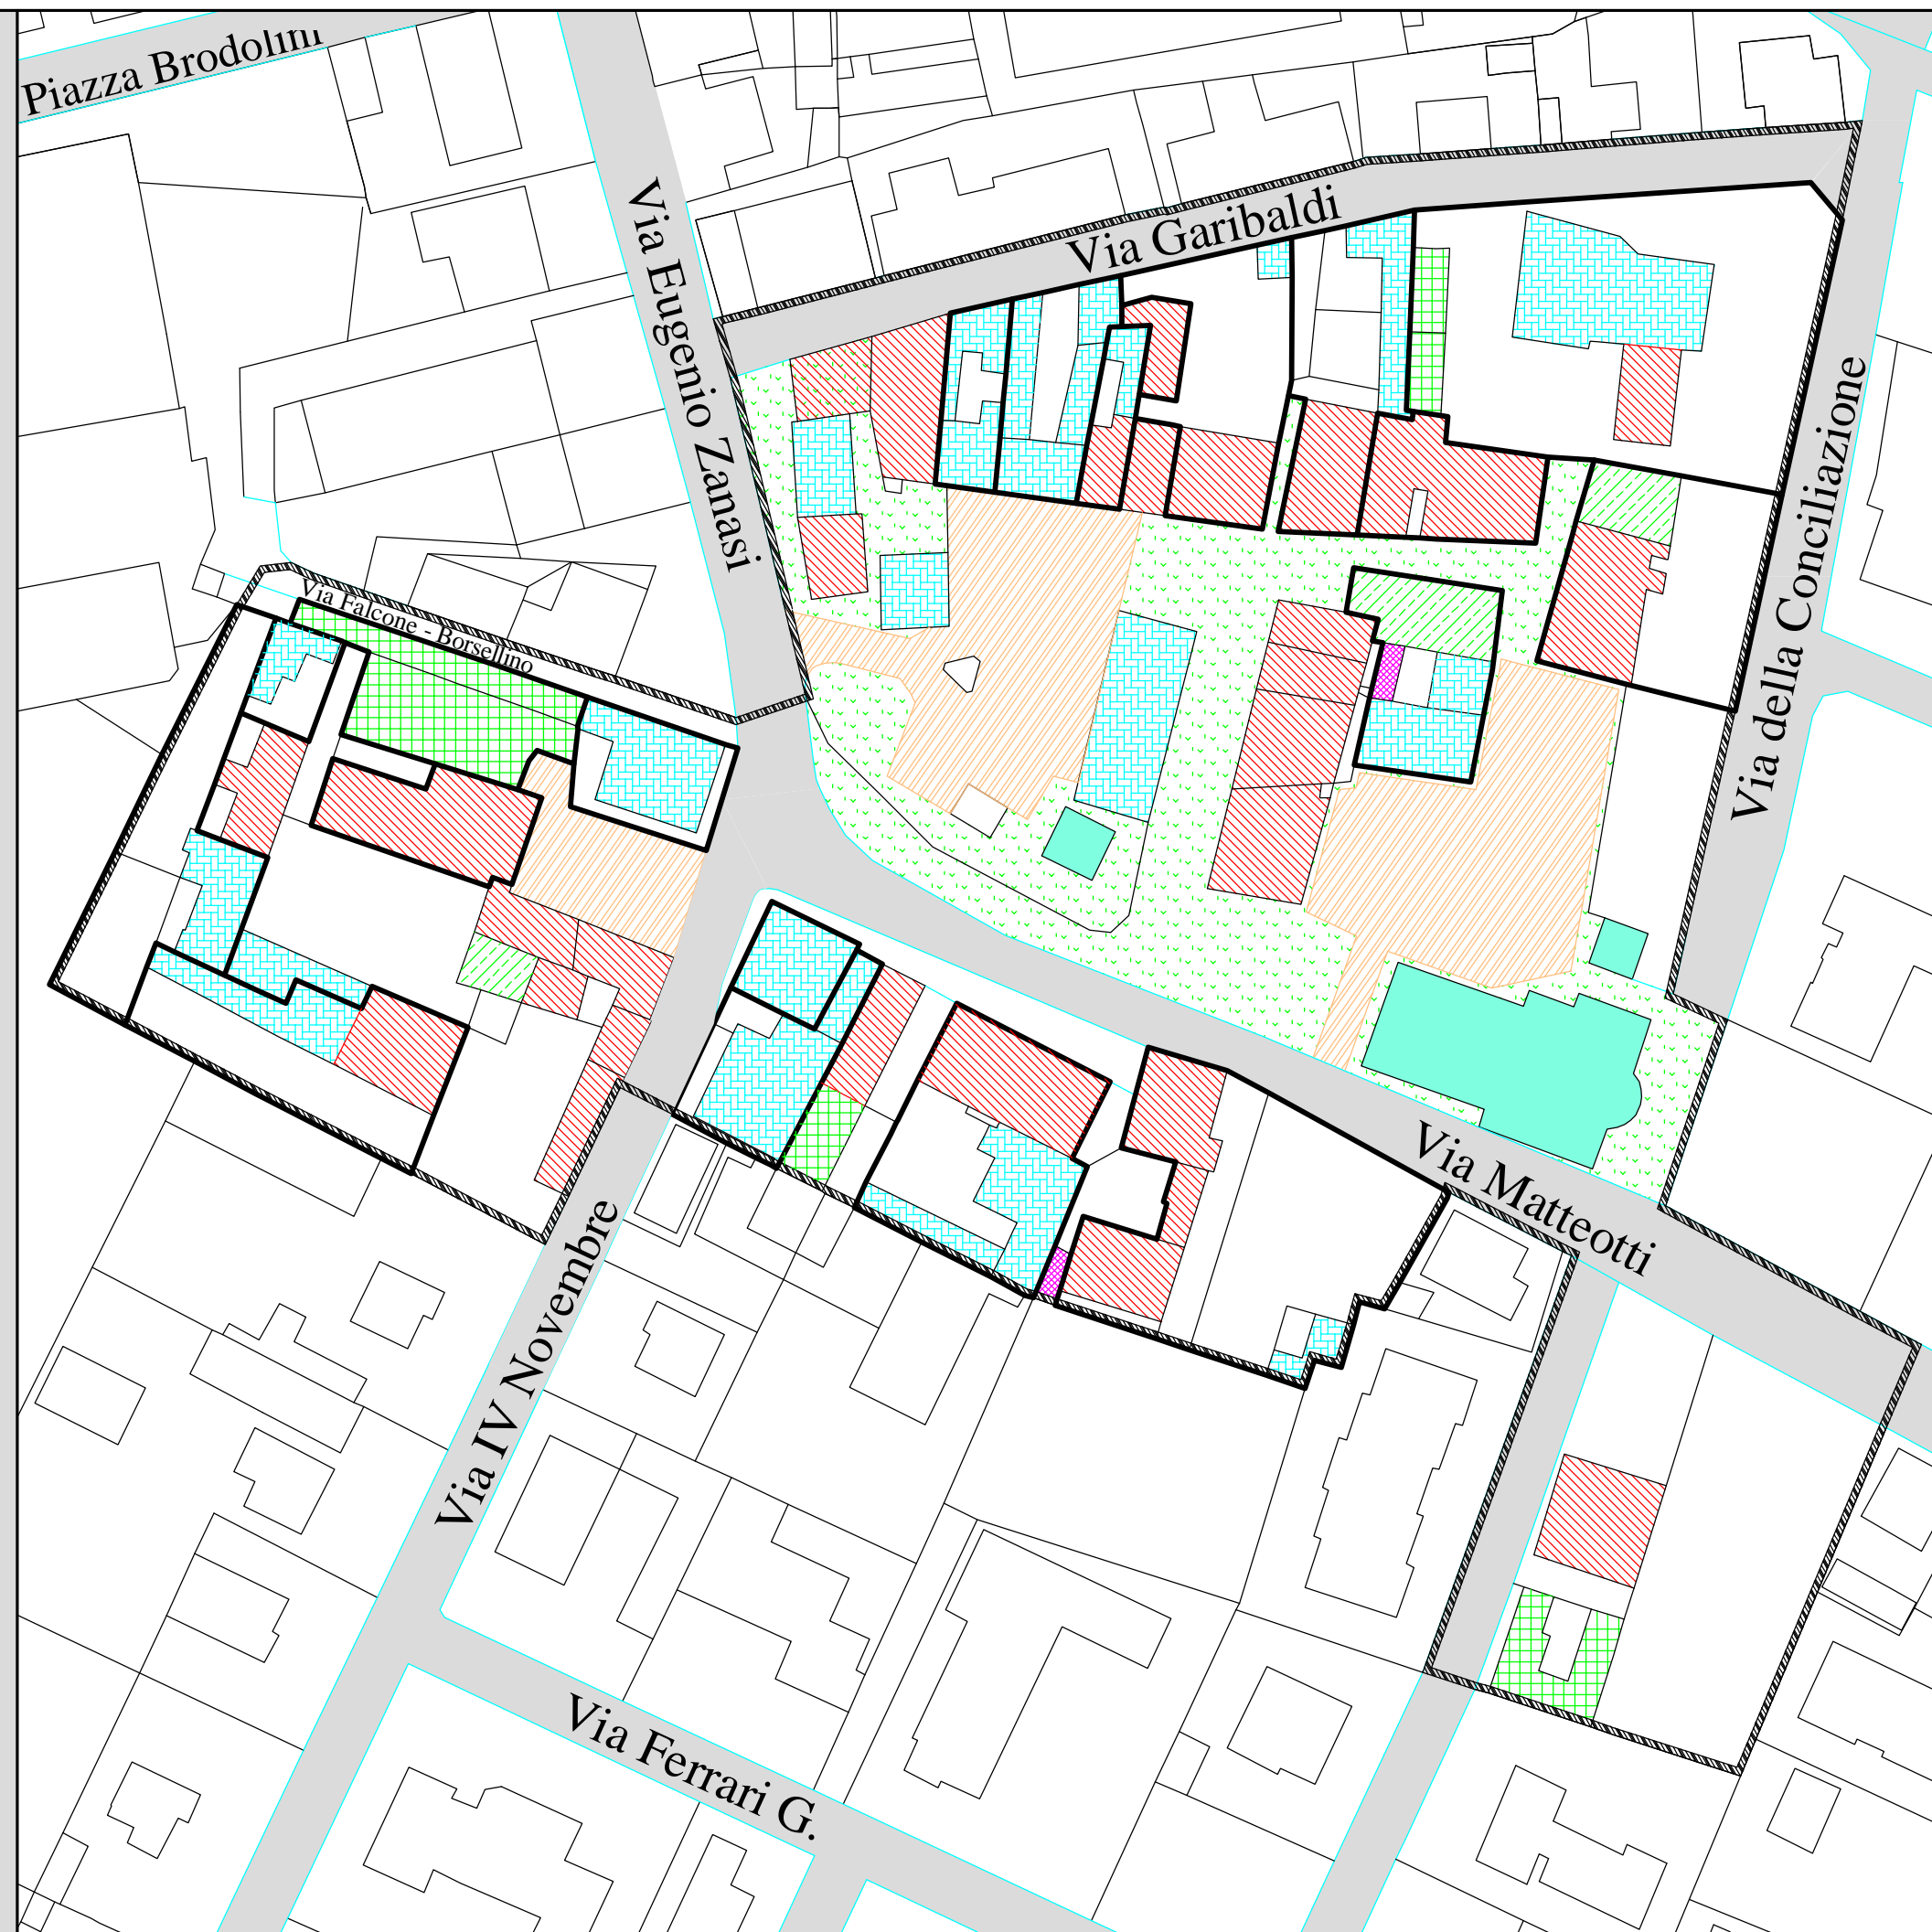 Piazza Brodolini
Via Eugenio Zanasi
Via Garibaldi
Via della Conciliazione
Via Falcone - Borsellino
Via Matteotti
Via IV Novembre
Via Ferrari G.